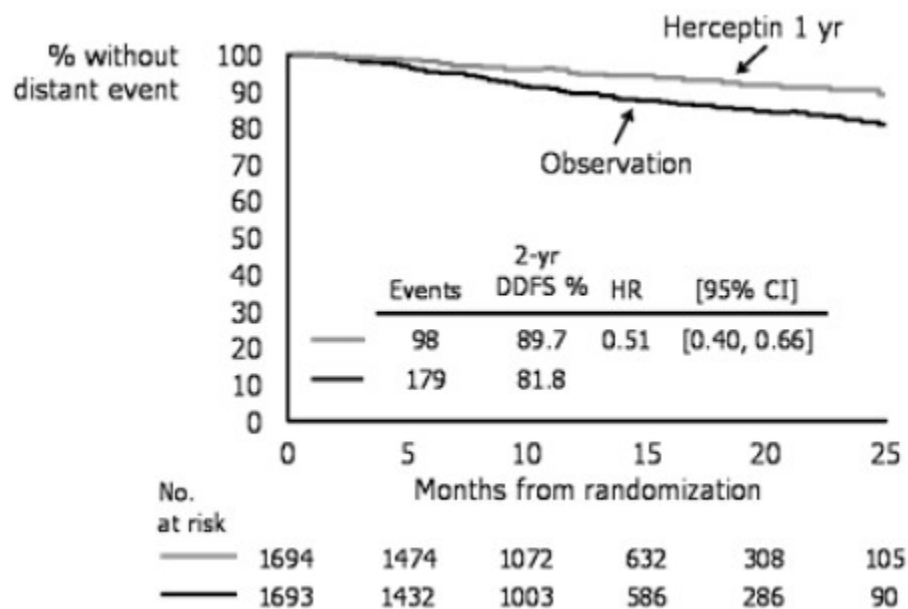 Herceptin 1 yr
% without
distant event
100
90
80
70
60
50
40
30
20
10
0
Observation
2-yr
Events DDFS % HR [95% CI]
98 89.7 0.51 [0.40, 0.66]
179 81.8
0 5 10 15 20 25
Months from randomization
No.
at risk
1694 1474 1072 632 308 105
1693 1432 1003 586 286 90